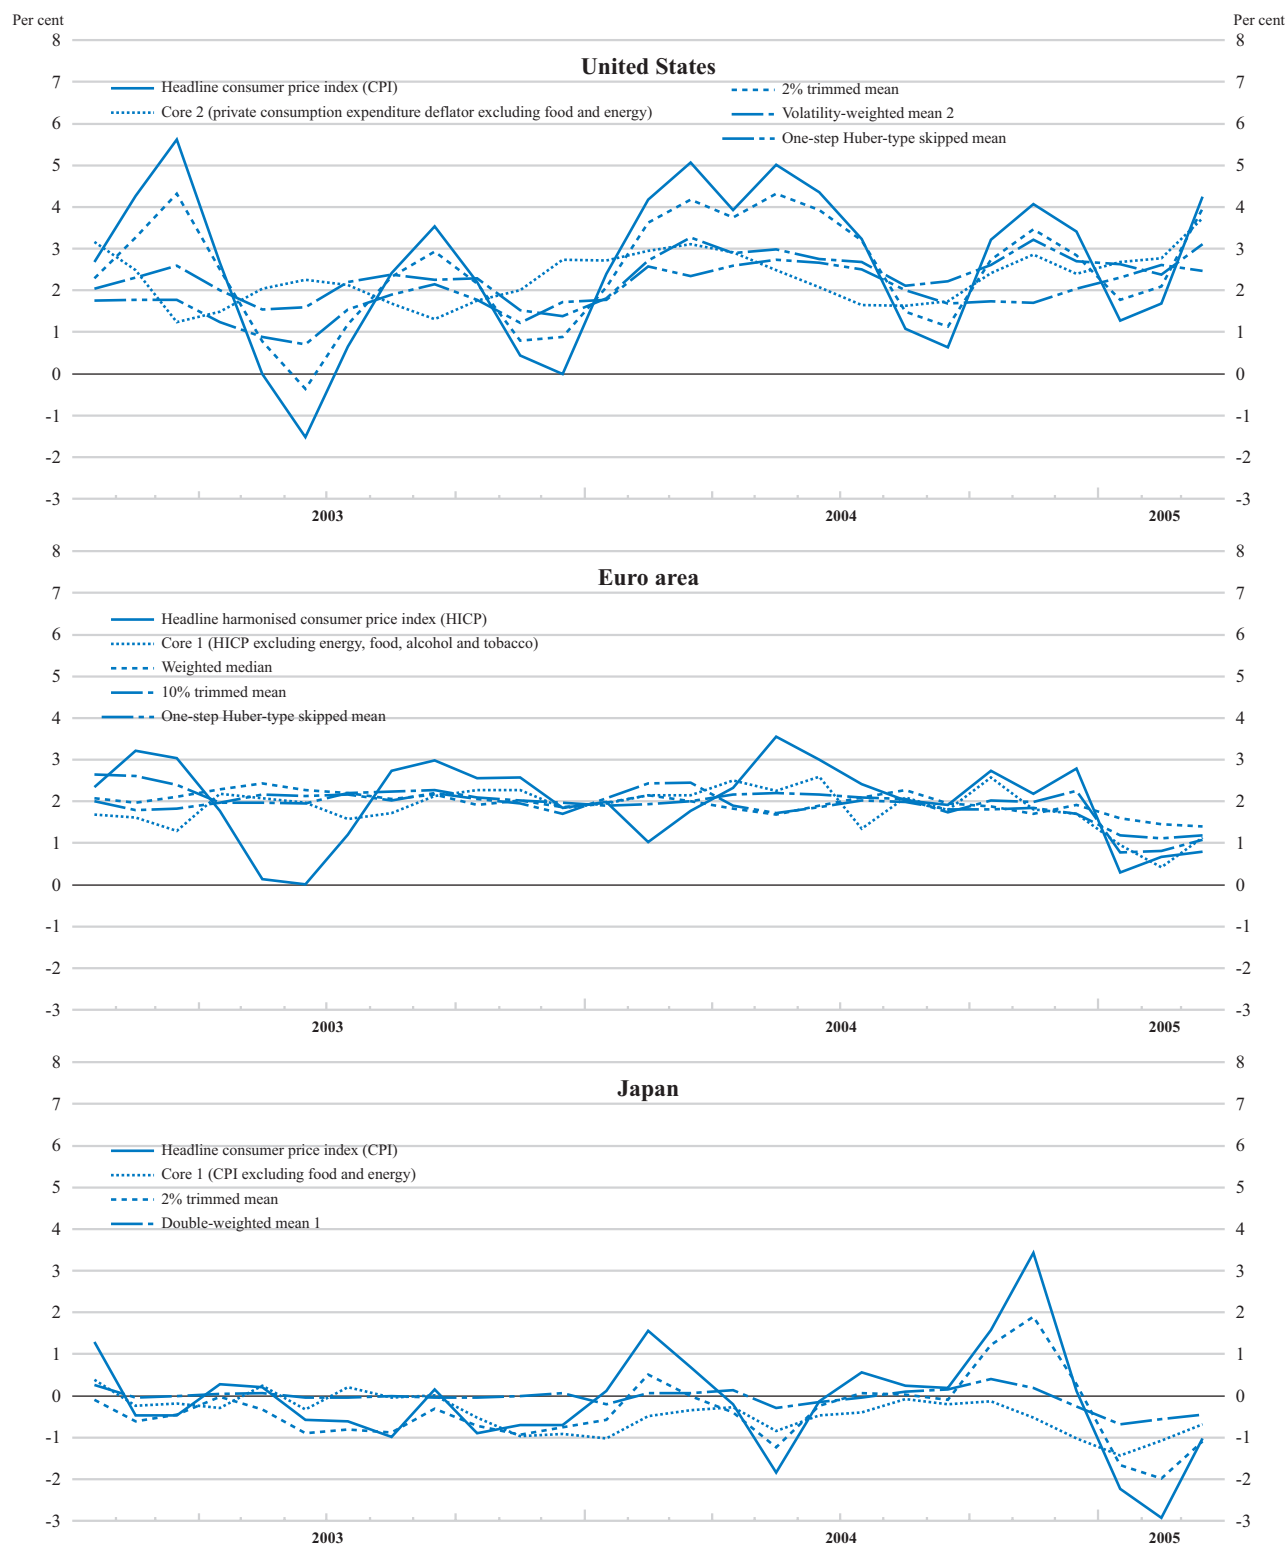 Per cent Per cent
8 8
United States
7 7
Headline consumer price index (CPI) 2% trimmed mean
Core 2 (private consumption expenditure deflator excluding food and energy) Volatility-weighted mean 2
6 6
One-step Huber-type skipped mean
5 5
4 4
3 3
2 2
1 1
0 0
-1 -1
-2 -2
-3 -3
2003 2004 2005
8 8
Euro area
7 7
Headline harmonised consumer price index (HICP)
6 6
Core 1 (HICP excluding energy, food, alcohol and tobacco)
Weighted median
5 5
10% trimmed mean
One-step Huber-type skipped mean
4 4
3 3
2 2
1 1
0 0
-1 -1
-2 -2
-3 -3
2003 2004 2005
8 8
Japan
7 7
Headline consumer price index (CPI)
6 6
Core 1 (CPI excluding food and energy)
5 5
2% trimmed mean
Double-weighted mean 1
4 4
3 3
2 2
1 1
0 0
-1 -1
-2 -2
-3 -3
2003 2004 2005